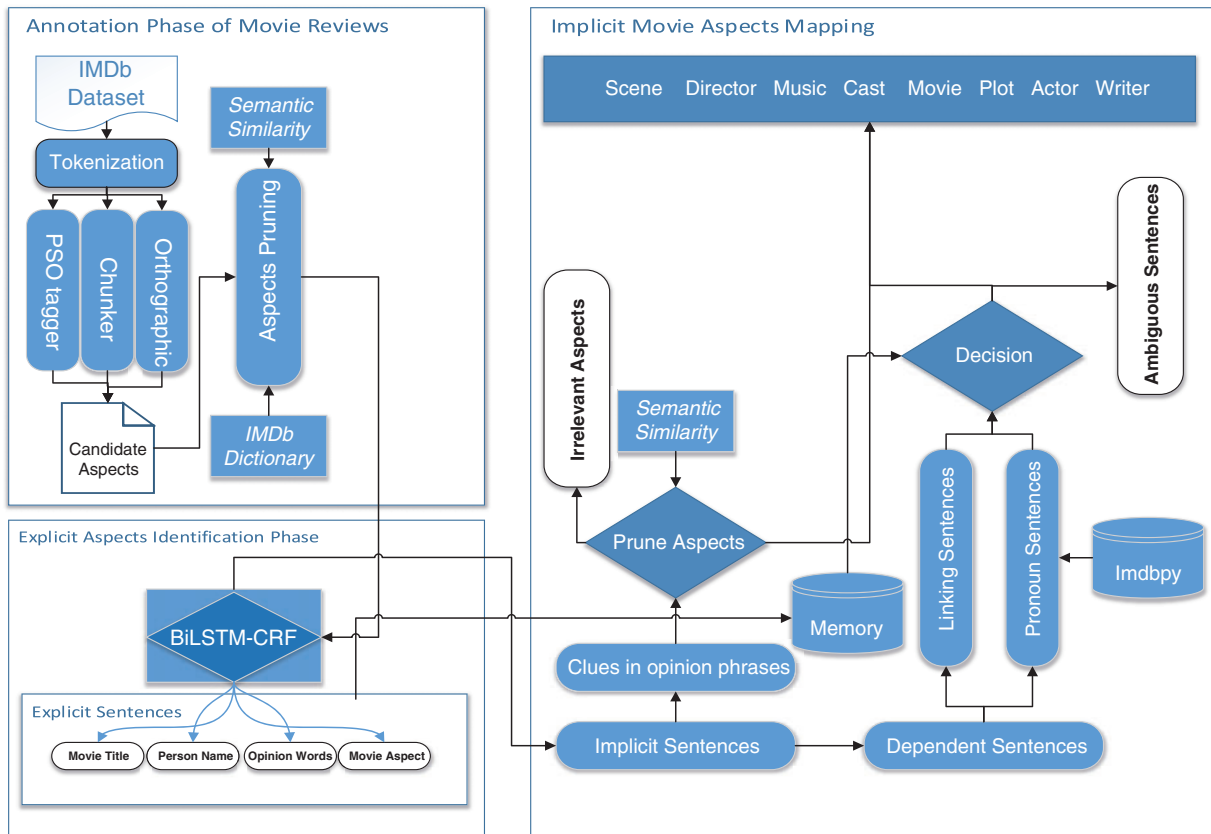 Annotation Phase of Movie Reviews
IMDb
Dataset
Tokenization
PSO tagger
Chunker
Orthographic
Candidate
Aspects
Semantic
Similarity
Aspects Pruning
IMDb
Dictionary
Explicit Aspects Identification Phase
BiLSTM-CRF
Explicit Sentences
Movie Title
Person Name
Opinion Words
Movie Aspect
Implicit Movie Aspects Mapping
Scene Director Music Cast Movie Plot Actor Writer
Ambiguous Sentences
Irrelevant Aspects
Decision
Semantic
Similarity
Prune Aspects
Linking Sentences
Pronoun Sentences
Imdbpy
Memory
Clues in opinion phrases
Implicit Sentences
Dependent Sentences